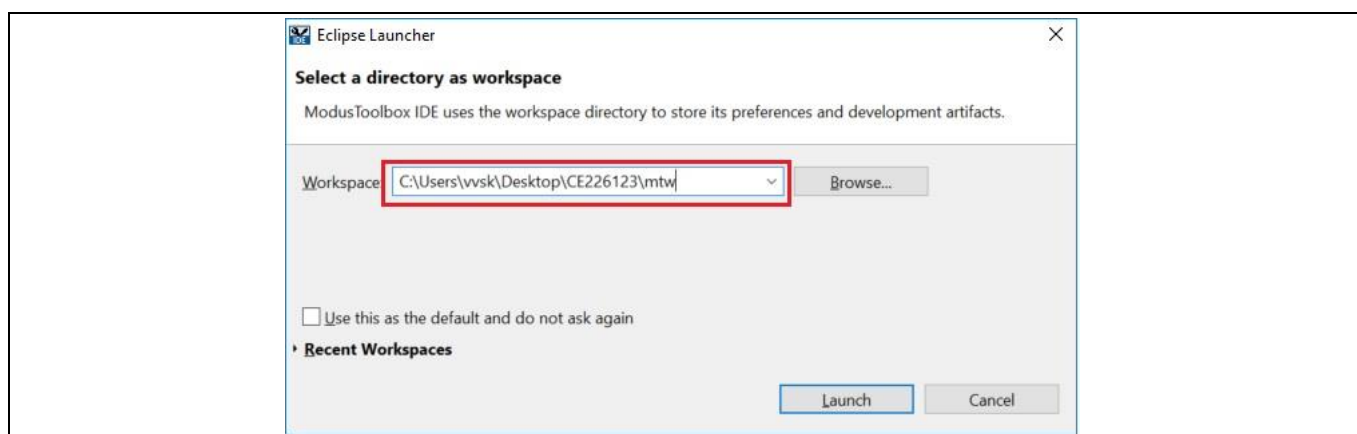 IDE Eclipse Launcher
Select a directory as workspace
ModusToolbox IDE uses the workspace directory to store its preferences and development artifacts.
Workspace C:\Users\vvsk\Desktop\CE226123\mtw Browse...
Use this as the default and do not ask again
Recent Workspaces
Launch Cancel